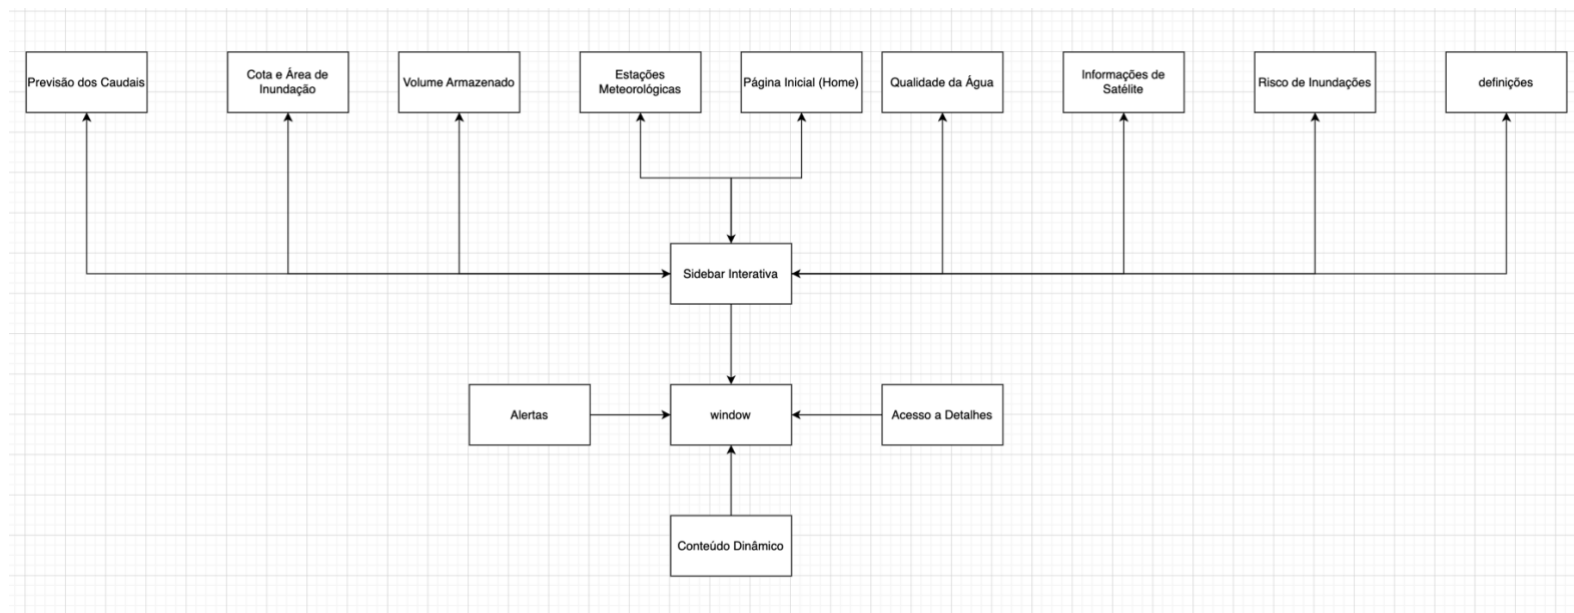 Previsão dos Caudais
Cota e Área de
Inundação
Volume Armazenado
Estações
Meteorológicas
Página Inicial (Home)
Qualidade da Água
Informações de
Satélite
Risco de Inundações
definições
Sidebar Interativa
Alertas
window
Acesso a Detalhes
Conteúdo Dinâmico